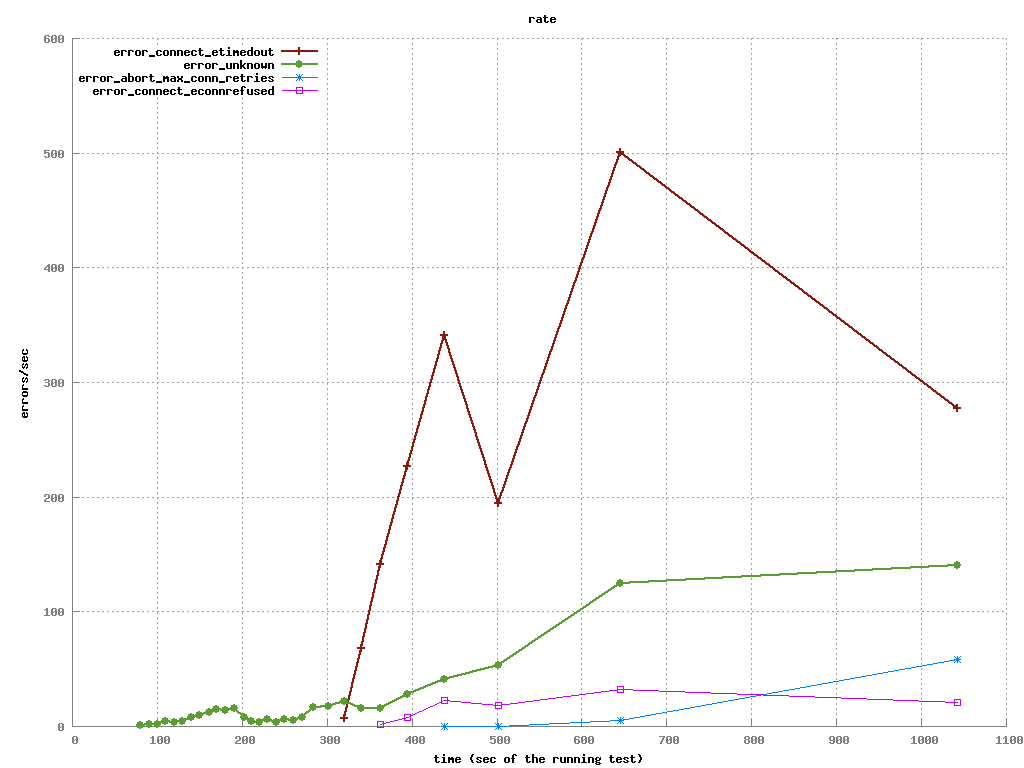 rate
600
error_connect_etimedout
error_unknown
error_abort_max_conn_retries
error_connect_econnrefused
500
400
300
errors/sec
200
100
0
0 100 200 300 400 500 600 700 800 900 1000 1100
time (sec of the running test)